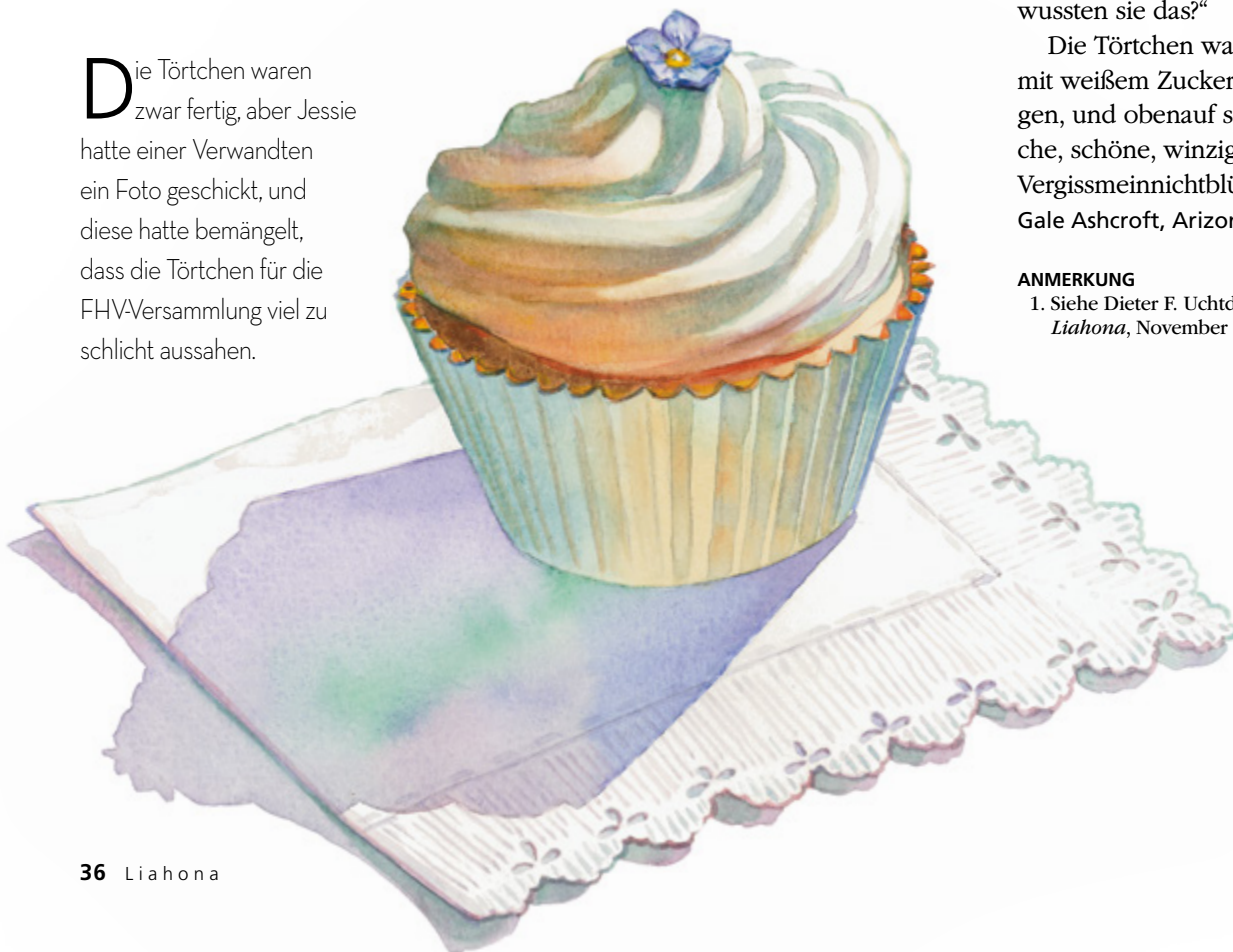 Die Törtchen waren
zwar fertig, aber Jessie
hatte einer Verwandten
ein Foto geschickt, und
diese hatte bemängelt,
dass die Törtchen für die
FHV-Versammlung viel zu
schlicht aussahen.
wussten sie das?“
Die Törtchen wa
mit weißem Zucker
gen, und obenauf s
che, schöne, winzig
Vergissmeinnichtblü
Gale Ashcroft, Arizon
ANMERKUNG
1. Siehe Dieter F. Uchtd
Liahona, November
36 Liahona